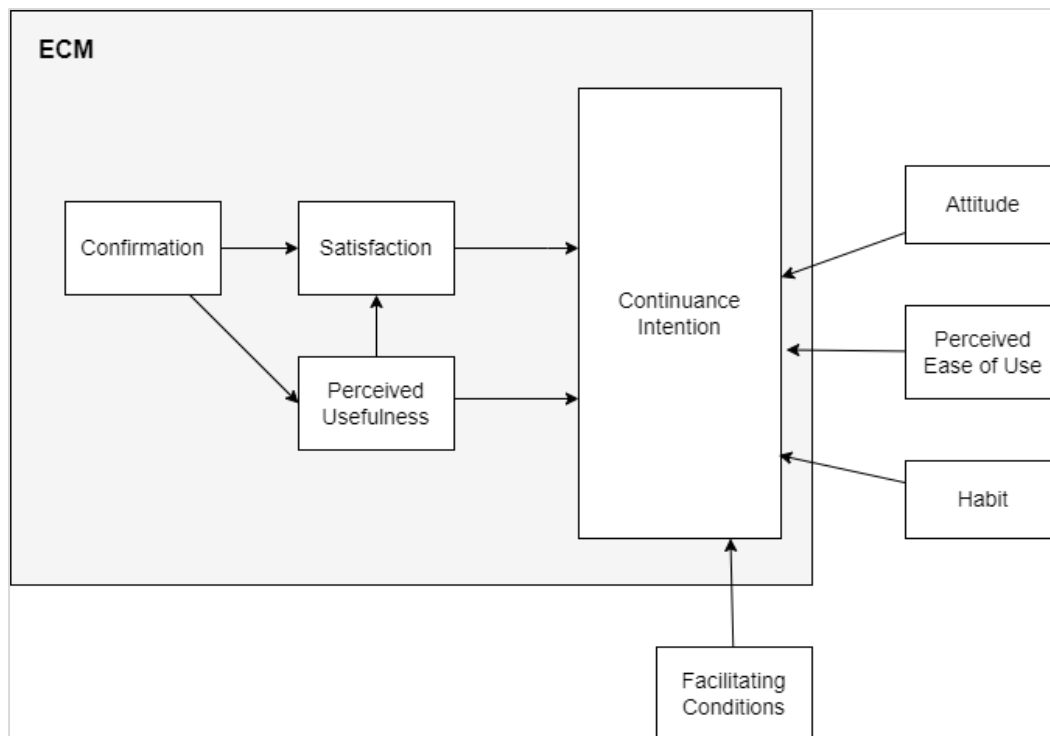 ECM
Confirmation
Satisfaction
Perceived
Usefulness
Continuance
Intention
Attitude
Perceived
Ease of Use
Habit
Facilitating
Conditions